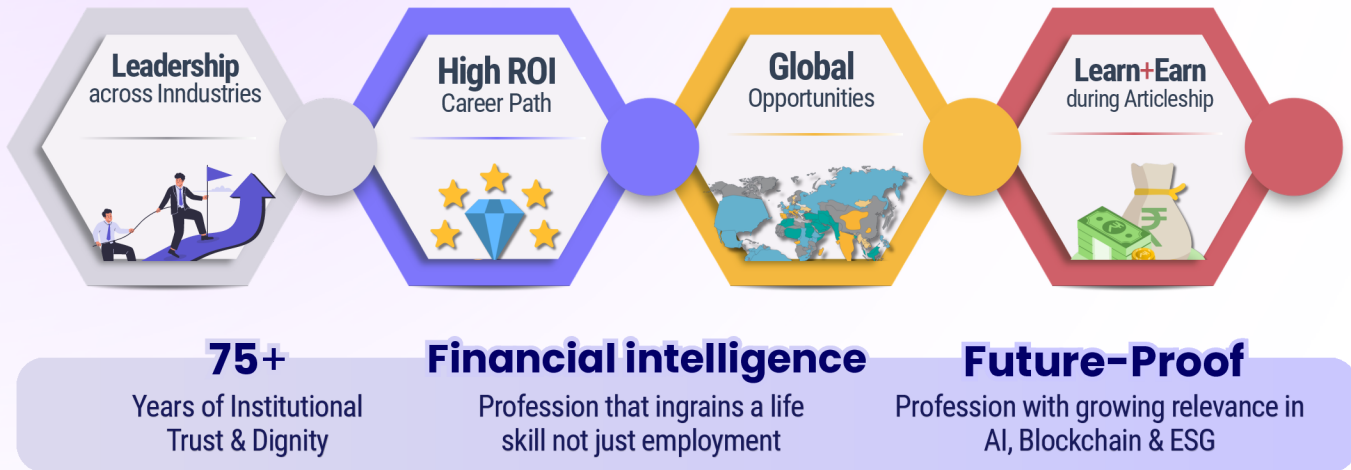 Leadership
across Inndustries
High ROI
Career Path
Global
Opportunities
Learn+Earn
during Articleship
₹
₹
75+
Years of Institutional
Trust & Dignity
Financial intelligence
Profession that ingrains a life
skill not just employment
Future-Proof
Profession with growing relevance in
AI, Blockchain & ESG